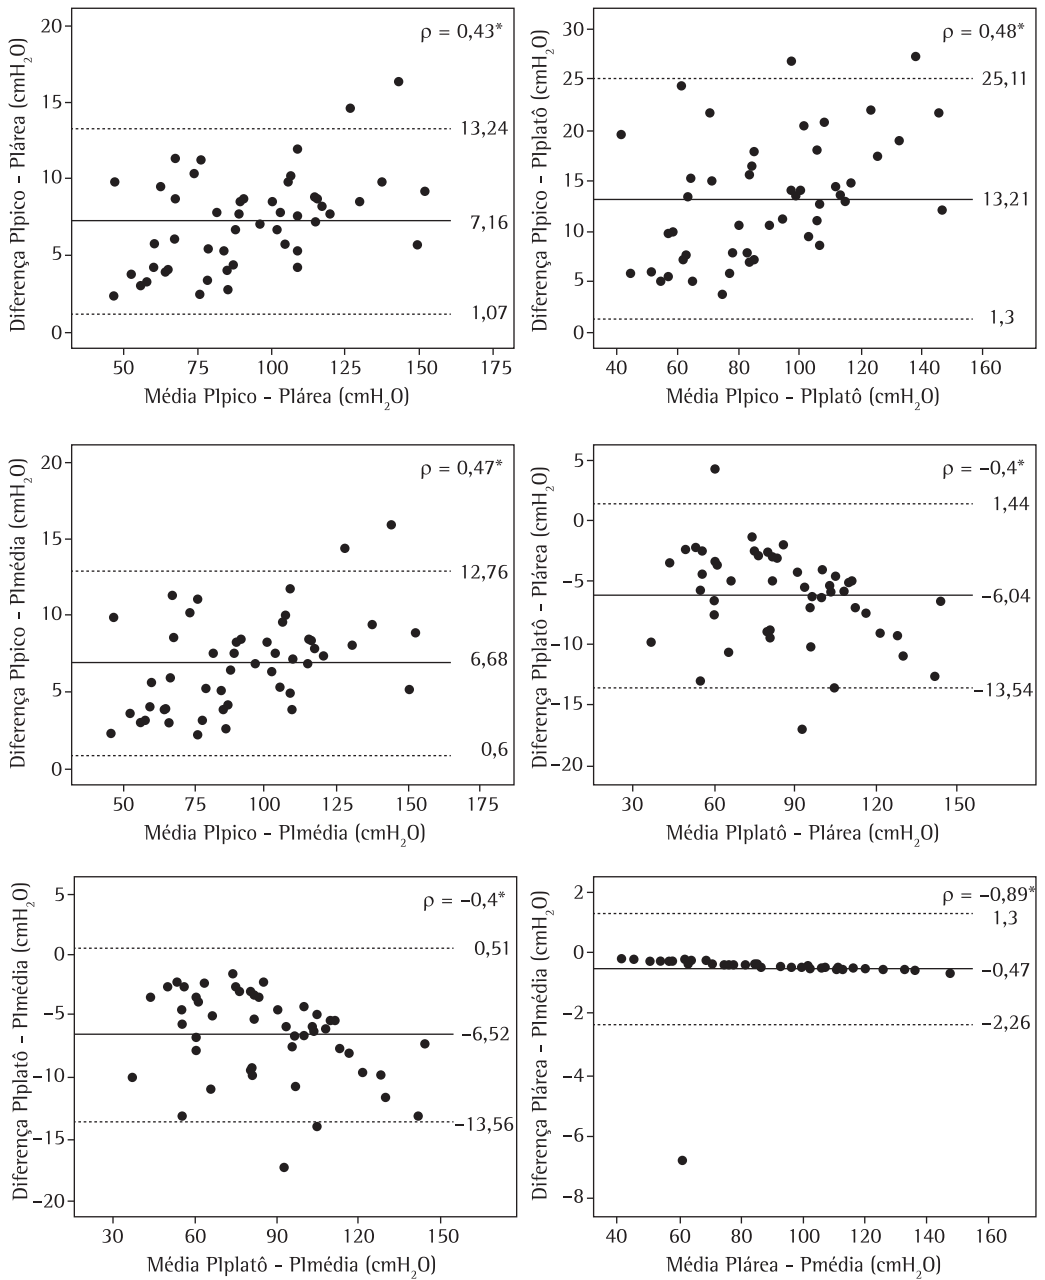 ρ = 0,43*
Diferença PIpico - PIárea (cmH2O)
20
15
10
5
0
13,24
7,16
1,07
50 75 100 125 150 175
Média PIpico - PIárea (cmH2O)
ρ = 0,48*
Diferença PIpico - PIplatô (cmH2O)
30
25
20
15
10
5
0
25,11
13,21
1,3
40 60 80 100 120 140 160
Média PIpico - PIplatô (cmH2O)
ρ = 0,47*
Diferença PIpico - PImédia (cmH2O)
20
15
10
5
0
12,76
6,68
0,6
50 75 100 125 150 175
Média PIpico - PImédia (cmH2O)
ρ = -0,4*
Diferença PIplatô - PIárea (cmH2O)
5
0
-5
-10
-15
-20
1,44
-6,04
-13,54
30 60 90 120 150
Média PIplatô - PIárea (cmH2O)
ρ = -0,4*
Diferença PIplatô - PImédia (cmH2O)
5
0
-5
-10
-15
-20
0,51
-6,52
-13,56
30 60 90 120 150
Média PIplatô - PImédia (cmH2O)
ρ = -0,89*
Diferença PIárea - PImédia (cmH2O)
2
0
-2
-4
-6
-8
1,3
-0,47
-2,26
40 60 80 100 120 140 160
Média PIárea - Pmédia (cmH2O)